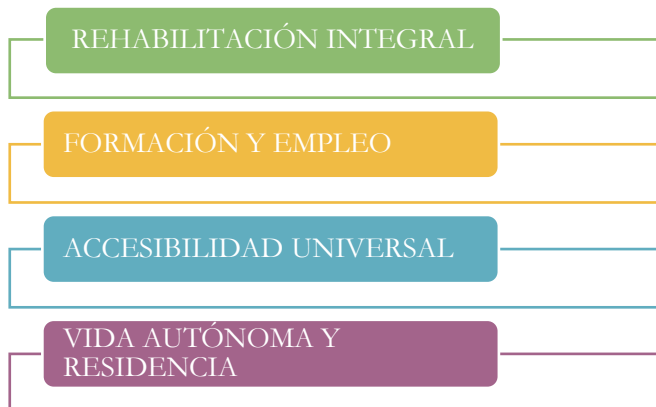 REHABILITACIÓN INTEGRAL
FORMACIÓN Y EMPLEO
ACCESIBILIDAD UNIVERSAL
VIDA AUTÓNOMA Y
RESIDENCIA